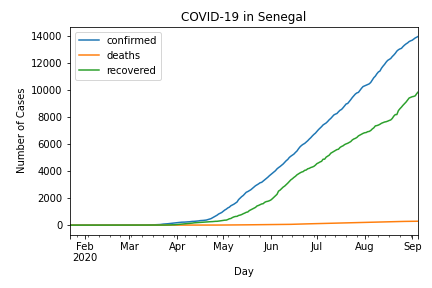 COVID-19 in Senegal
confirmed
deaths
recovered
Number of Cases
14000
12000
10000
8000
6000
4000
2000
0
Feb Mar Apr May Jun Jul Aug Sep
2020
Day